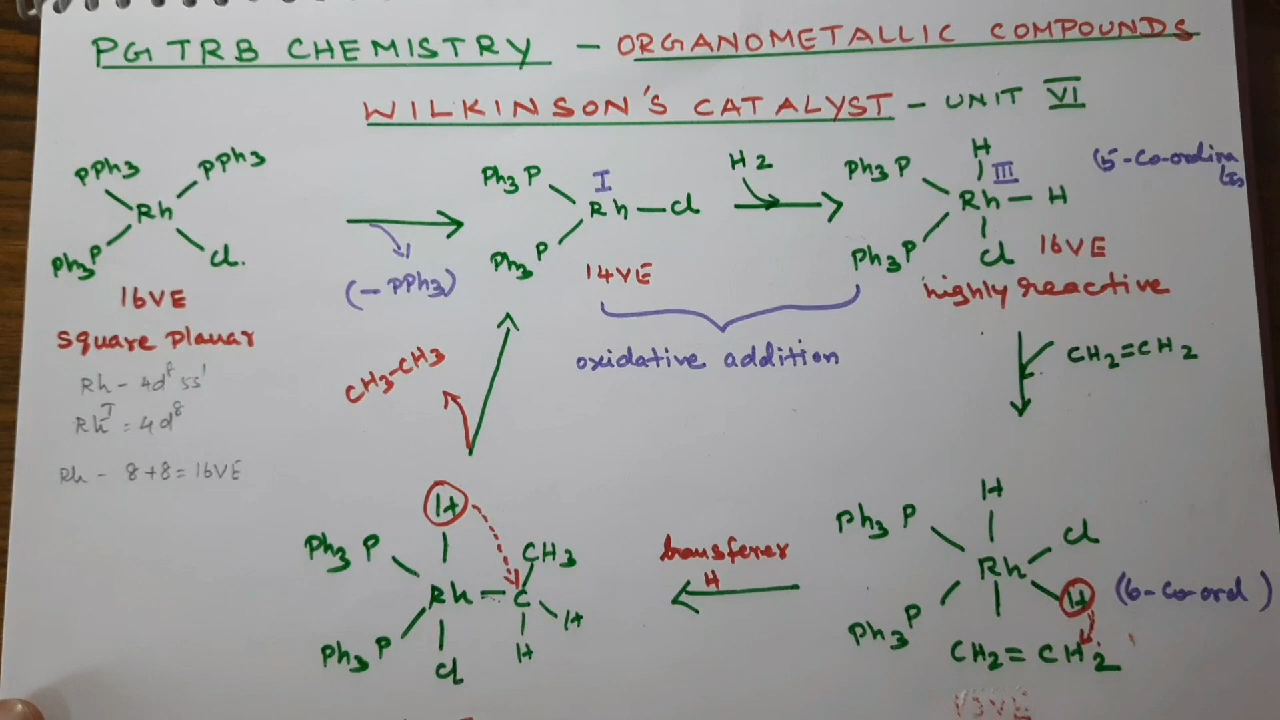 PG TRB CHEMISTRY - ORGANOMETALLIC COMPOUNDS
WILKINSON'S CATALYST - UNIT VI
PPh3 PPh3
Rh
Ph3P Cl.
16VE
square planar
Rh - 4d8 5s1
RhI = 4d8
Rh - 8+8=16VE
(-PPh3)
Ph3P I
Rh-Cl
Ph3P
14VE
H2
oxidative addition
H
Ph3P III
Rh-H
Ph3P Cl
16VE
highly reactive
(5-Co-ordina
CH2=CH2
H
Ph3P Cl
Rh
H
Ph3P
CH2=CH2
(6-Co-ord)
transferer
H
CH3-CH3
H
Ph3P CH3
Rh-C
H
Ph3P H
Cl